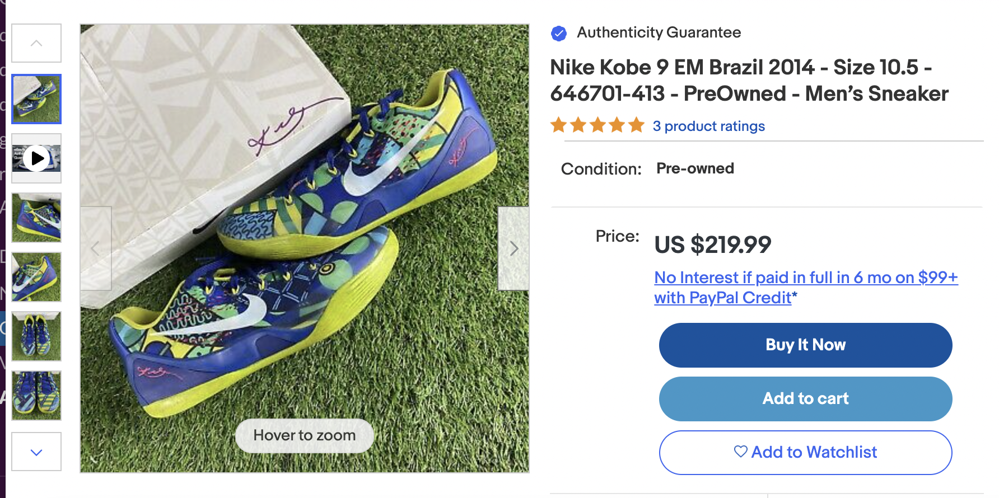 Authenticity Guarantee
Nike Kobe 9 EM Brazil 2014 - Size 10.5 -
646701-413 - PreOwned - Men's Sneaker
3 product ratings
Condition: Pre-owned
Price: US $219.99
No Interest if paid in full in 6 mo on $99+
with PayPal Credit*
Buy It Now
Add to cart
Add to Watchlist
Hover to zoom